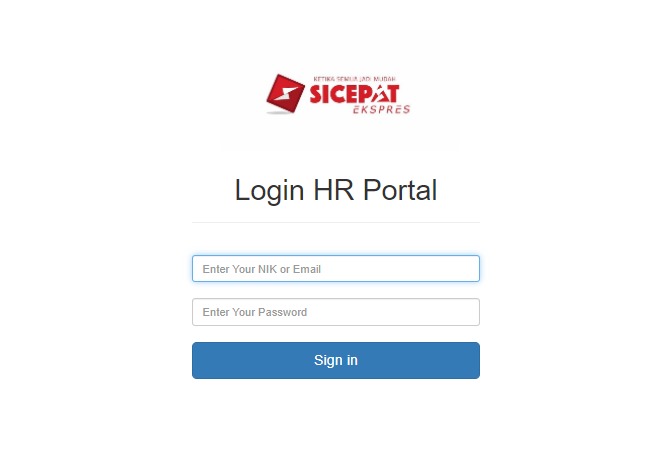 KETIKA SEMUA JADI MUDAH
SICEPAT
EKSPRES
Login HR Portal
Enter Your NIK or Email
Enter Your Password
Sign in